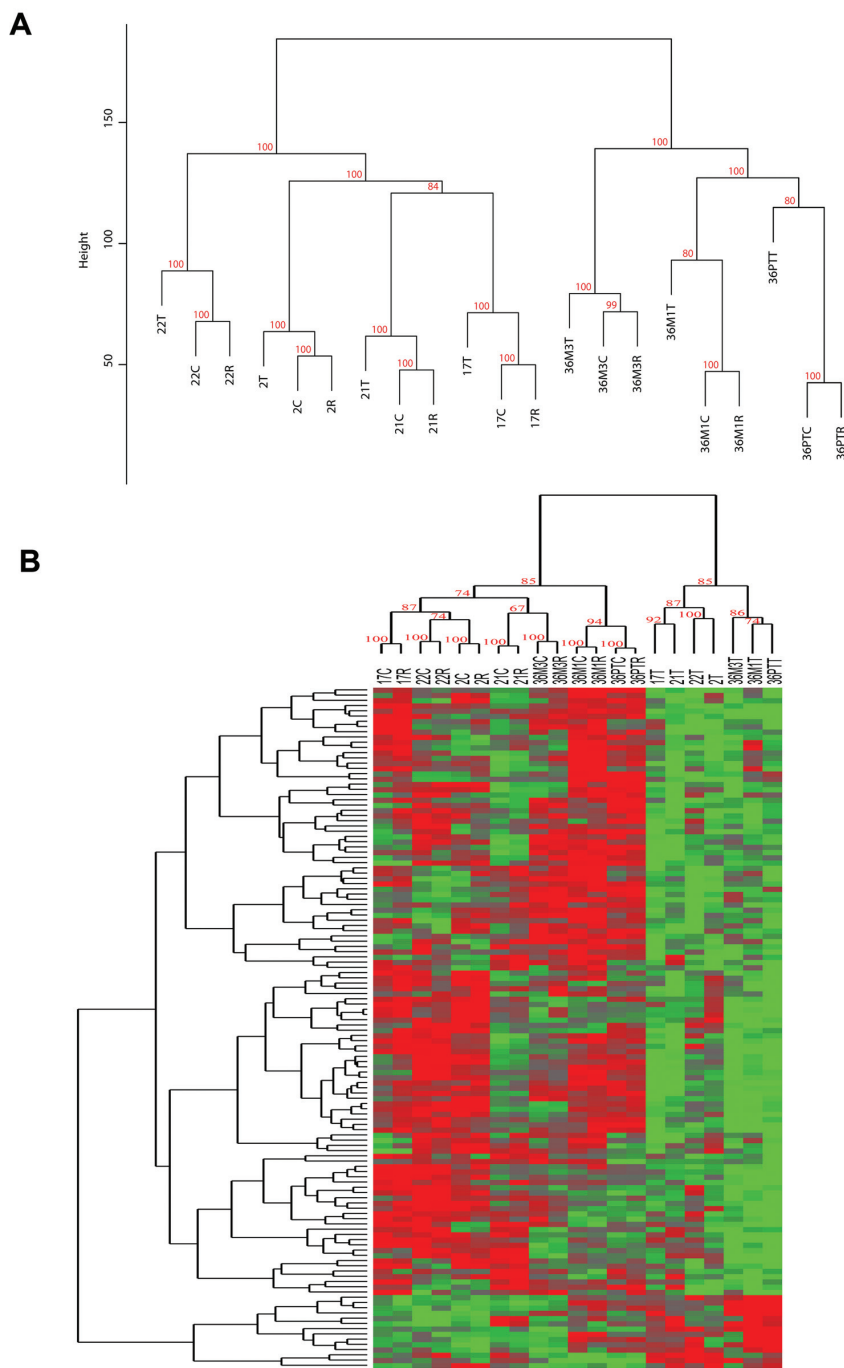 A
Height
150
100
50
100
100
100
84
100
100
80
80
100
100
100
99
100
100
100
100
100
100
100
100
22T
22C
22R
2T
2C
2R
21T
21C
21R
17T
17C
17R
36M3T
36M3C
36M3R
36M1T
36M1C
36M1R
36PTT
36PTC
36PTR
B
85
85
74
87
74
67
94
87
92
100
86
74
100
100
100
100
100
100
100
17C
17R
22C
22R
2C
2R
21C
21R
36M3C
36M3R
36M1C
36M1R
36PTC
36PTR
17T
21T
22T
2T
36M3T
36M1T
36PTT